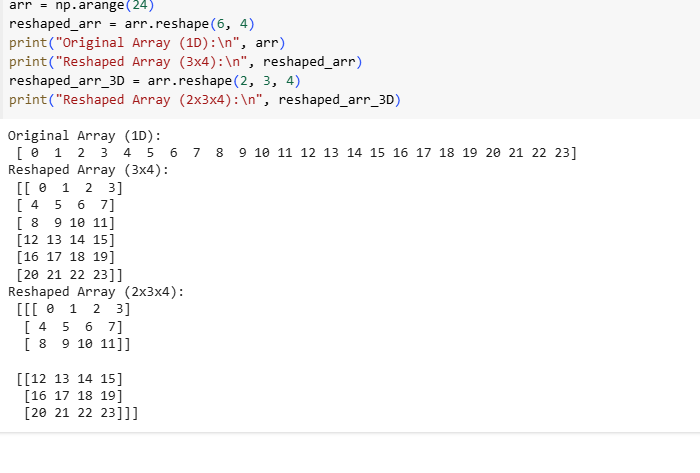 arr = np.arange(24)
reshaped_arr = arr.reshape(6, 4)
print("Original Array (1D):\n", arr)
print("Reshaped Array (3x4):\n", reshaped_arr)
reshaped_arr_3D = arr.reshape(2, 3, 4)
print("Reshaped Array (2x3x4):\n", reshaped_arr_3D)
Original Array (1D):
 [ 0  1  2  3  4  5  6  7  8  9 10 11 12 13 14 15 16 17 18 19 20 21 22 23]
Reshaped Array (3x4):
 [[ 0  1  2  3]
 [ 4  5  6  7]
 [ 8  9 10 11]
 [12 13 14 15]
 [16 17 18 19]
 [20 21 22 23]]
Reshaped Array (2x3x4):
 [[[ 0  1  2  3]
  [ 4  5  6  7]
  [ 8  9 10 11]]

 [[12 13 14 15]
  [16 17 18 19]
  [20 21 22 23]]]